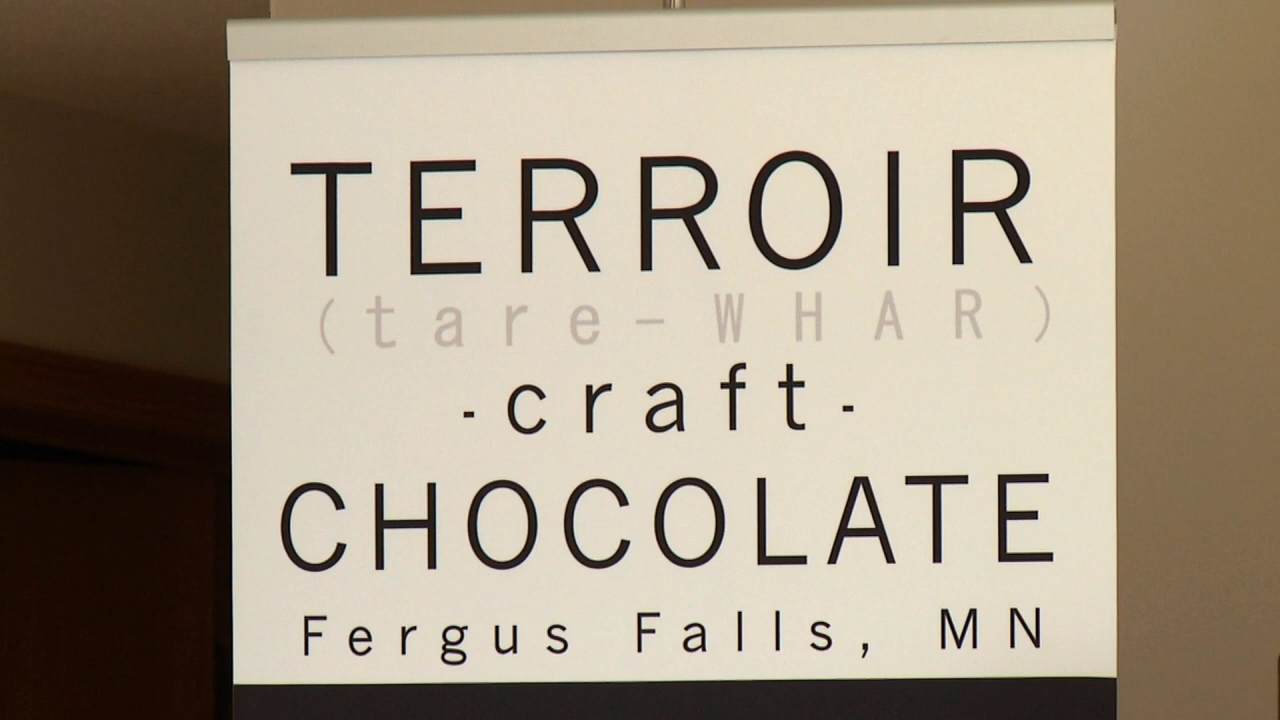 TERROIR
(tare-WHAR)
-craft-
CHOCOLATE
Fergus Falls, MN